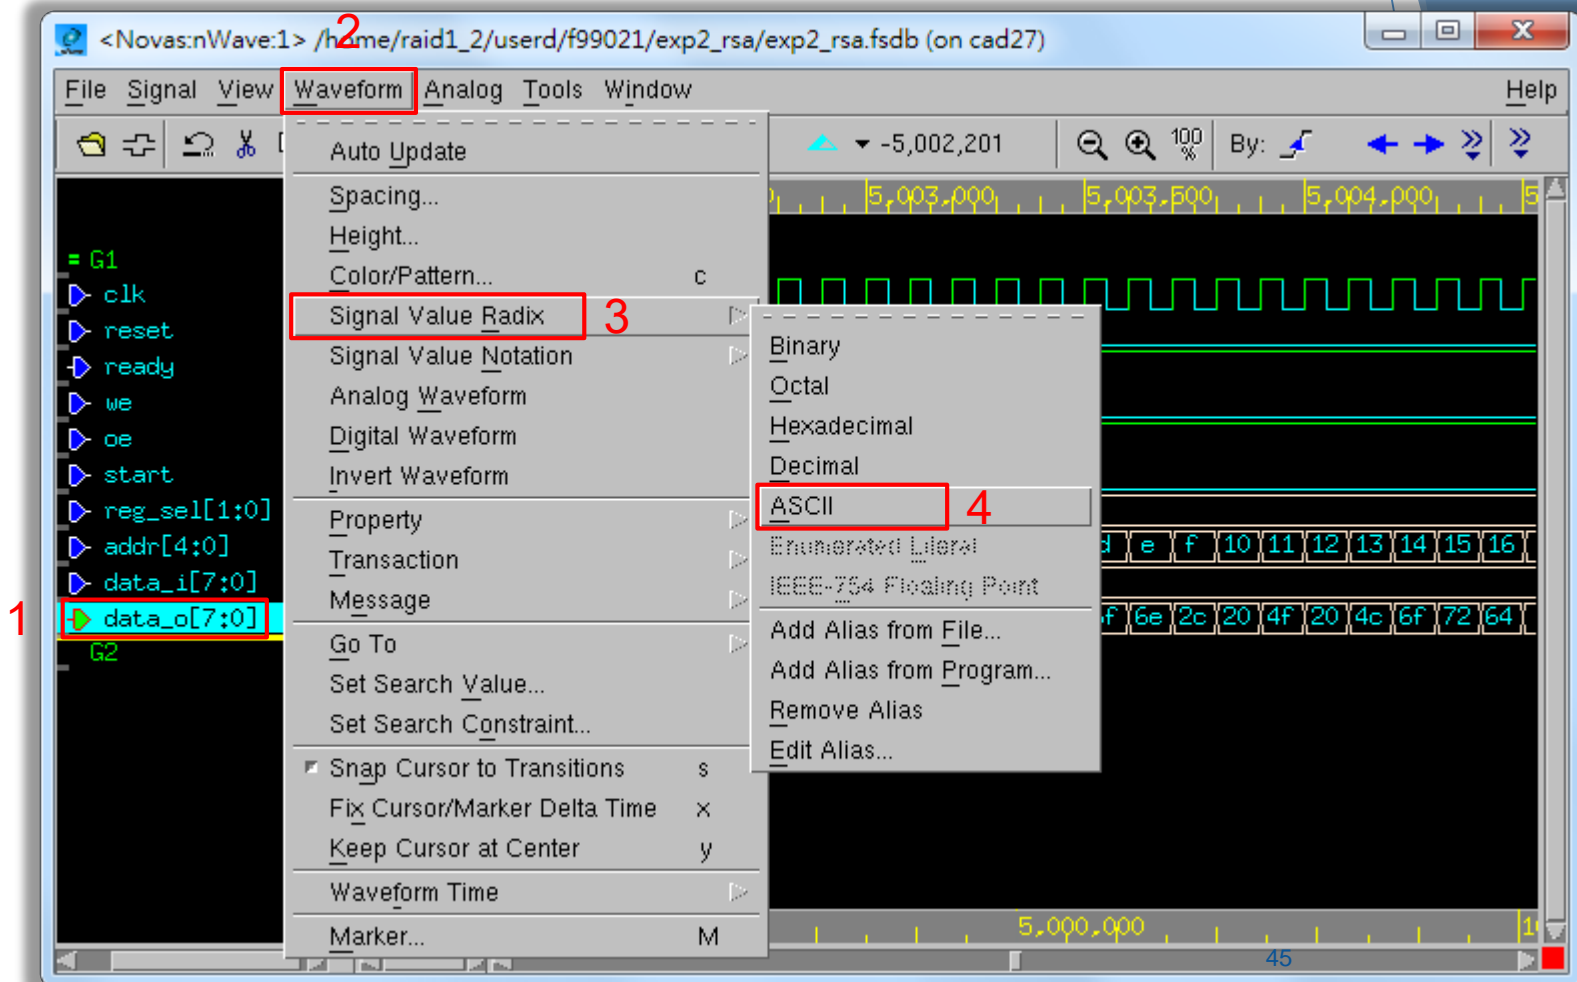 2
<Novas:nWave:1> /home/raid1_2/userd/f99021/exp2_rsa/exp2_rsa.fsdb (on cad27)
File Signal View Waveform Analog Tools Window Help
-5,002,201 100 % By:
Auto Update
Spacing...
Height...
Color/Pattern... c
Signal Value Radix 3
Signal Value Notation
Analog Waveform
Digital Waveform
Invert Waveform
Property
Transaction
Message
Go To
Set Search Value...
Set Search Constraint...
Snap Cursor to Transitions s
Fix Cursor/Marker Delta Time x
Keep Cursor at Center y
Waveform Time
Marker... M
5,003,000 5,003,500 5,004,000 5
= G1
clk
reset
ready
we
oe
start
reg_sel[1:0]
addr[4:0]
data_i[7:0]
1 data_o[7:0]
G2
Binary
Octal
Hexadecimal
Decimal
ASCII 4
Enumerated Literal
IEEE-754 Floating Point
Add Alias from File...
Add Alias from Program...
Remove Alias
Edit Alias...
d e f 10 11 12 13 14 15 16
6e 2c 20 4f 20 4c 6f 72 64
5,000,000
45